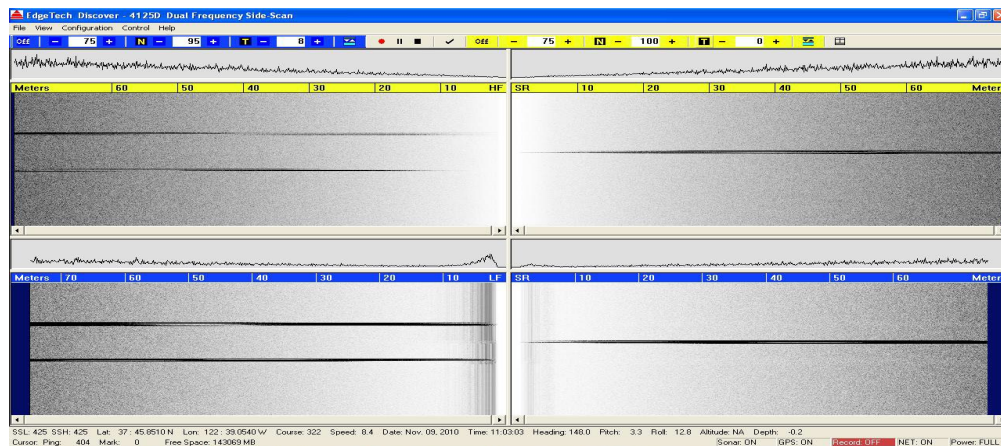 EdgeTech Discover - 4125D Dual Frequency Side-Scan
File View Configuration Control Help
Off - 75 + N - 95 + T - 8 + Off - 75 + N - 100 + T - 0 +
Meters 60 50 40 30 20 10 HF
SR 10 20 30 40 50 60 Meter
Meters 70 60 50 40 30 20 10 LF
SR 10 20 30 40 50 60 Meter
SSL: 425 SSH: 425 Lat: 37 : 45.8510 N Lon: 122 : 39.0540 W Course: 322 Speed: 8.4 Date: Nov. 09, 2010 Time: 11:03:03 Heading: 148.0 Pitch: 3.3 Roll: 12.8 Altitude: NA Depth: -0.2
Cursor: Ping: 404 Mark: 0 Free Space: 143069 MB Sonar: ON GPS: ON Record: OFF NET: ON Power: FULL